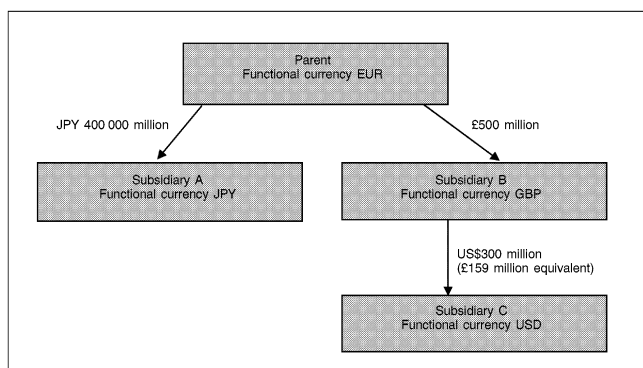 Parent
Functional currency EUR
JPY 400 000 million
£500 million
Subsidiary A
Functional currency JPY
Subsidiary B
Functional currency GBP
US$300 million
(£159 million equivalent)
Subsidiary C
Functional currency USD